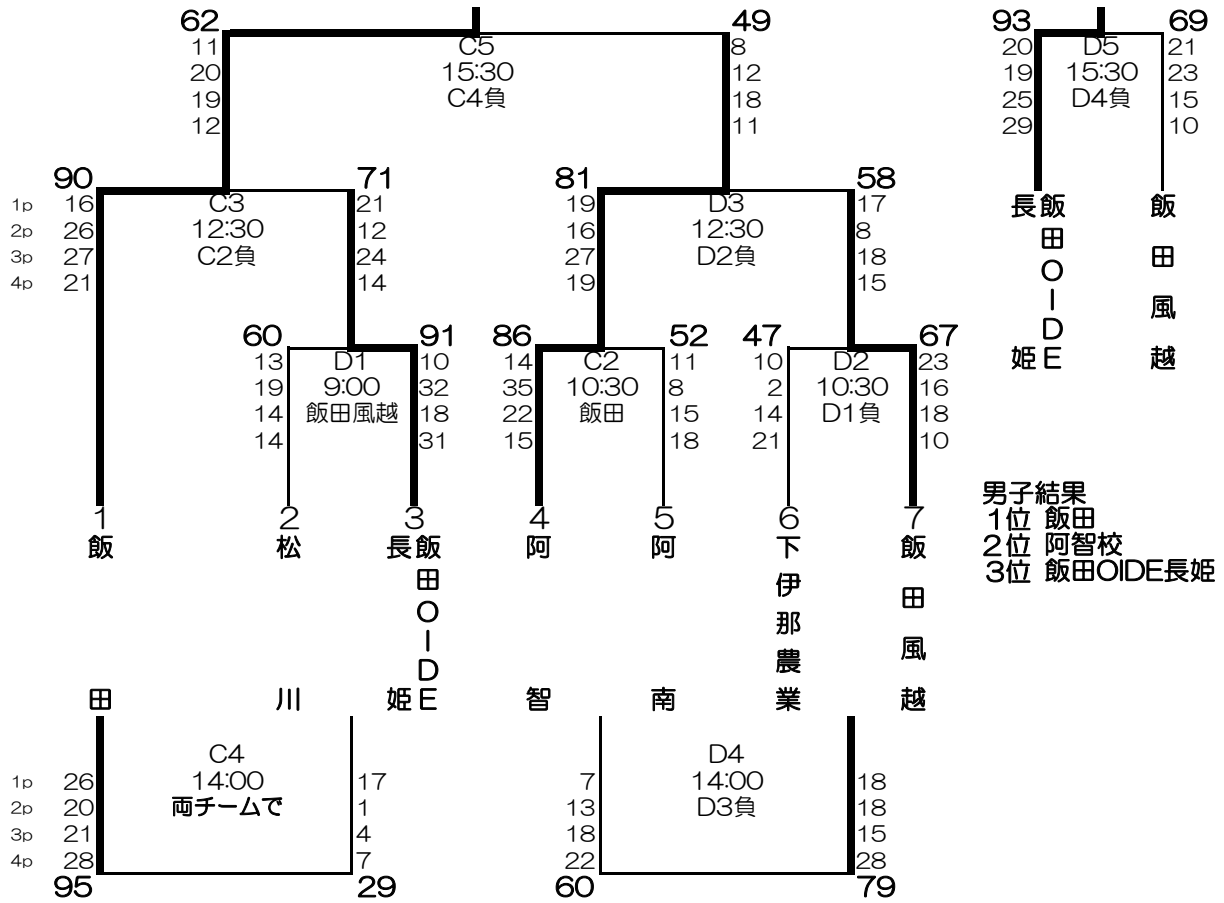 62 49 93 69
11 C5 8 20 D5 21
20 15:30 12 19 15:30 23
19 C4負 18 25 D4負 15
12 11 29 10
90 71 81 58
1p 16 C3 21 19 D3 17
2p 26 12:30 12 16 12:30 8
3p 27 C2負 24 27 D2負 18
4p 21 14 19 15
飯田OIDE長姫
飯田風越
60 91 86 52 47 67
13 D1 10 14 C2 11 10 D2 23
19 9:00 32 35 10:30 8 2 10:30 16
14 飯田風越 18 22 飯田 15 14 D1負 18
14 31 15 18 21 10
男子結果
1位 飯田
2位 阿智校
3位 飯田OIDE長姫
1 2 3 4 5 6 7
飯田
松川
飯田OIDE長姫
阿智
阿南
下伊那農業
飯田風越
C4 D4
1p 26 14:00 17 7 14:00 18
2p 20 両チームで 1 13 D3負 18
3p 21 4 18 15
4p 28 7 22 28
95 29 60 79